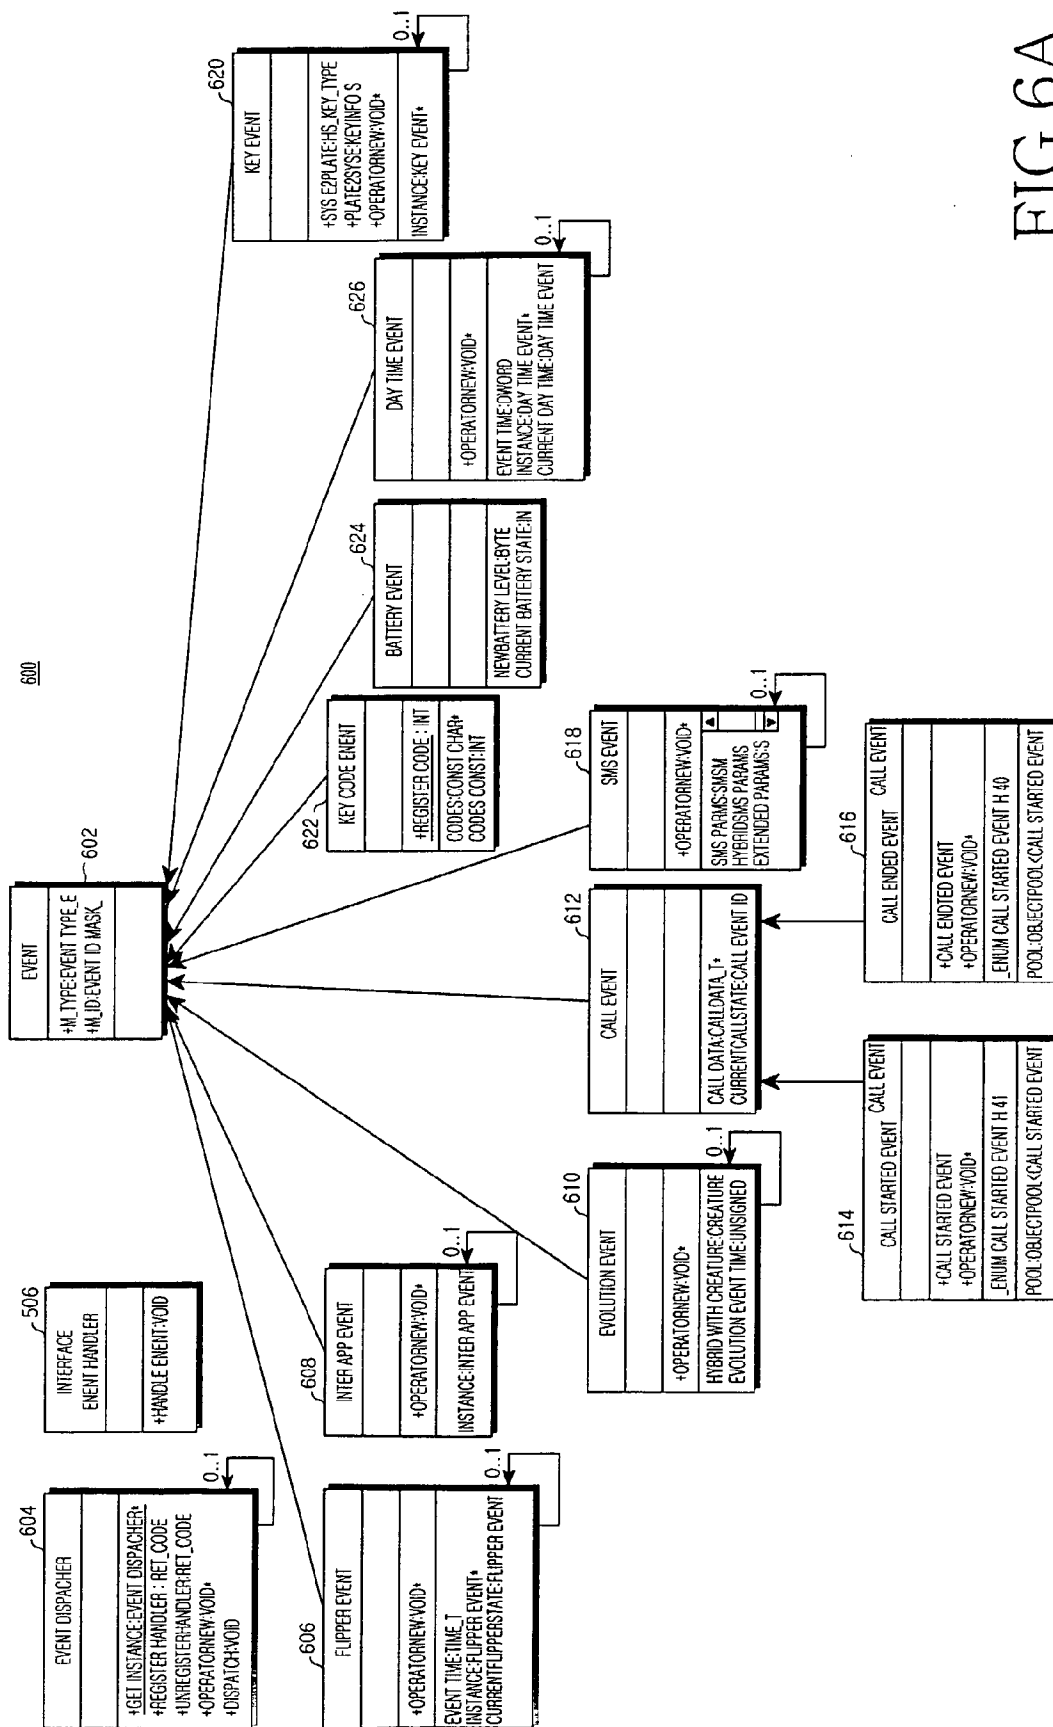 600
EVENT
+M_TYPE:EVENT TYPE_E
+M_ID:EVENT ID MASK_
602
EVENT DISPACHER
+GET INSTANCE:EVENT DISPACHER*
+REGISTER HANDLER : RET_CODE
+UNREGISTERHANDLER:RET_CODE
+OPERATORNEW:VOID*
+DISPATCH:VOID
604
0..1
INTERFACE
ENENT HANDLER
+HANDLE ENENT:VOID
506
FLIPPER EVENT
+OPERATORNEW:VOID*
EVENT TIME:TIME_T
INSTANCE:FLIPPER EVENT*
CURRENTFLIPPERSTATE:FLIPPER EVENT
606
0..1
INTER APP EVENT
+OPERATORNEW:VOID*
INSTANCE:INTER APP EVENT
608
0..1
KEY CODE ENENT
+REGISTER CODE : INT
CODES:CONST CHAR*
CODES CONST:INT
622
BATTERY EVENT
NEWBATTERY LEVEL:BYTE
CURRENT BATTERY STATE:IN
624
DAY TIME EVENT
+OPERATORNEW:VOID*
EVENT TIME:DWORD
INSTANCE:DAY TIME EVENT*
CURRENT DAY TIME:DAY TIME EVENT
626
0..1
KEY EVENT
+SYS E2PLATE:HS_KEY_TYPE
+PLATE2SYSE:KEYINFO S
+OPERATORNEW:VOID*
INSTANCE:KEY EVENT*
620
0..1
EVOLUTION EVENT
+OPERATORNEW:VOID*
HYBRID WITH CREATURE:CREATURE
EVOLUTION EVENT TIME:UNSIGNED
610
0..1
CALL EVENT
CALL DATA:CALLDATA_T*
CURRENTCALLSTATE:CALL EVENT ID
612
SMS EVENT
+OPERATORNEW:VOID*
SMS PARMS:SMSM
HYBRIDSMS PARAMS
EXTENDED PARAMS:S
618
0..1
CALL EVENT
CALL STARTED EVENT
+CALL STARTED EVENT
+OPERATORNEW:VOID*
_ENUM CALL STARTED EVENT H 41
POOL:OBJECTPOOL<CALL STARTED EVENT
614
CALL EVENT
CALL ENDED EVENT
+CALL ENDTED EVENT
+OPERATORNEW:VOID*
_ENUM CALL STARTED EVENT H 40
POOL:OBJECTPOOL<CALL STARTED EVENT
616
FIG.6A